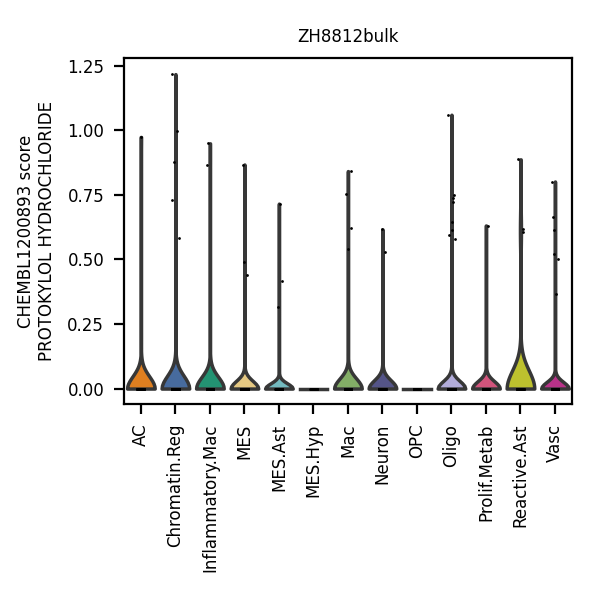 ZH8812bulk
CHEMBL1200893 score
PROTOKYLOL HYDROCHLORIDE
1.25
1.00
0.75
0.50
0.25
0.00
AC
Chromatin.Reg
Inflammatory.Mac
MES
MES.Ast
MES.Hyp
Mac
Neuron
OPC
Oligo
Prolif.Metab
Reactive.Ast
Vasc